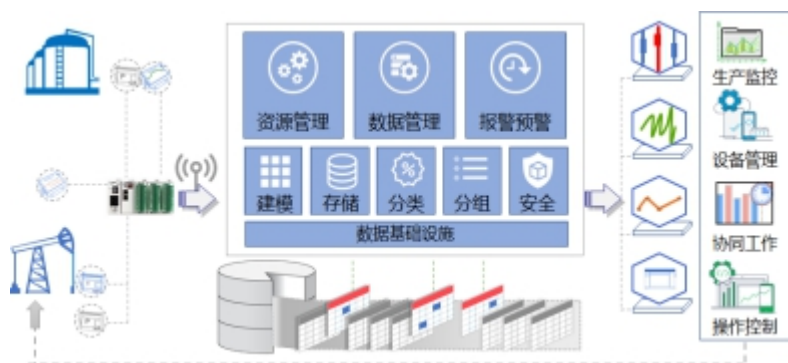 资源管理
数据管理
报警预警
建模
存储
分类
分组
安全
数据基础设施
生产监控
设备管理
协同工作
操作控制